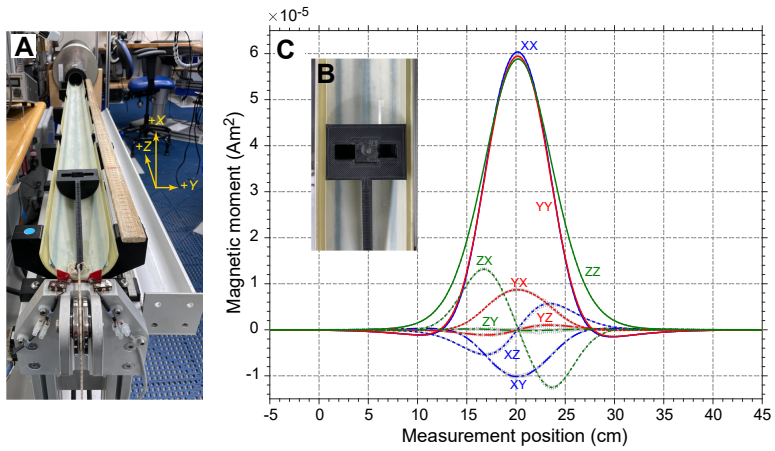 A
+X
+Z
+Y
×10⁻⁵
C
B
XX
YY
ZZ
ZX
YX
ZY
YZ
XZ
XY
6
5
4
3
2
1
0
-1
Magnetic moment (Am²)
-5 0 5 10 15 20 25 30 35 40 45
Measurement position (cm)